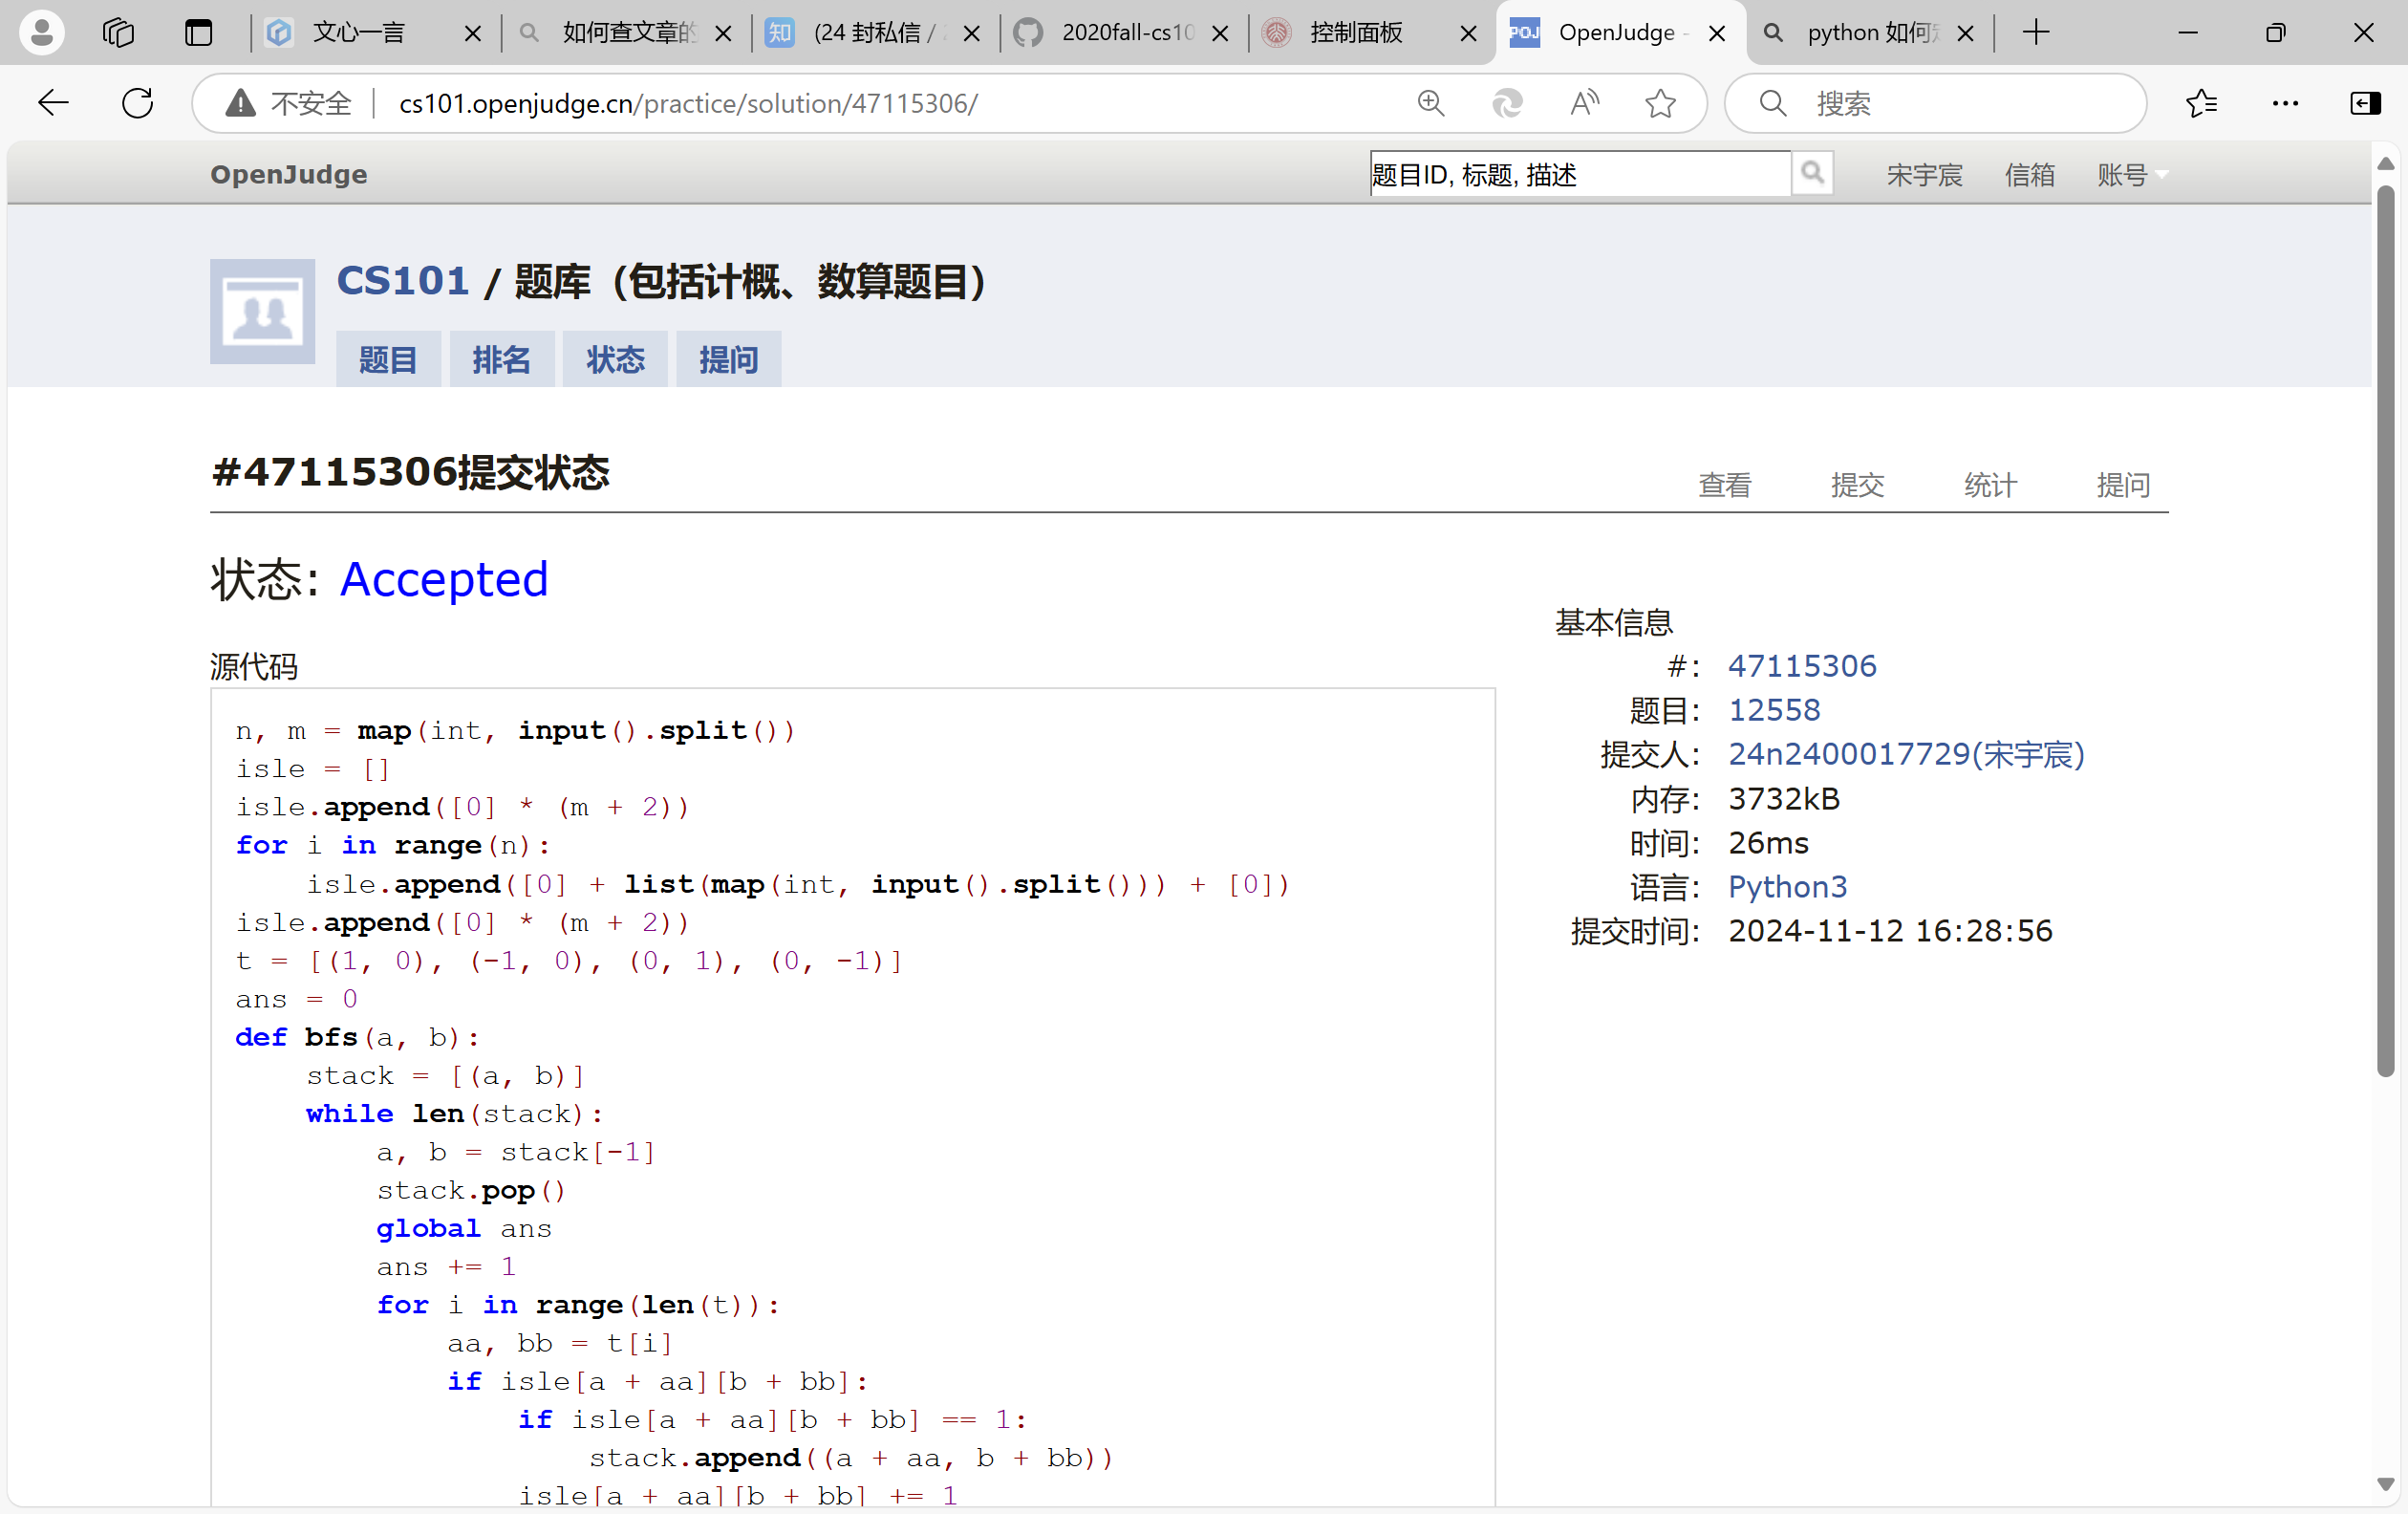 文心一言
如何查文章的
(24 封私信 /
2020fall-cs10
控制面板
OpenJudge -
python 如何
不安全
cs101.openjudge.cn/practice/solution/47115306/
搜索
OpenJudge
题目ID, 标题, 描述
宋宇宸 信箱 账号
CS101 / 题库（包括计概、数算题目）
题目 排名 状态 提问
#47115306提交状态
查看 提交 统计 提问
状态: Accepted
源代码
n, m = map(int, input().split())
isle = []
isle.append([0] * (m + 2))
for i in range(n):
    isle.append([0] + list(map(int, input().split())) + [0])
isle.append([0] * (m + 2))
t = [(1, 0), (-1, 0), (0, 1), (0, -1)]
ans = 0
def bfs(a, b):
    stack = [(a, b)]
    while len(stack):
        a, b = stack[-1]
        stack.pop()
        global ans
        ans += 1
        for i in range(len(t)):
            aa, bb = t[i]
            if isle[a + aa][b + bb]:
                if isle[a + aa][b + bb] == 1:
                    stack.append((a + aa, b + bb))
                isle[a + aa][b + bb] += 1
基本信息
#: 47115306
题目: 12558
提交人: 24n2400017729(宋宇宸)
内存: 3732kB
时间: 26ms
语言: Python3
提交时间: 2024-11-12 16:28:56